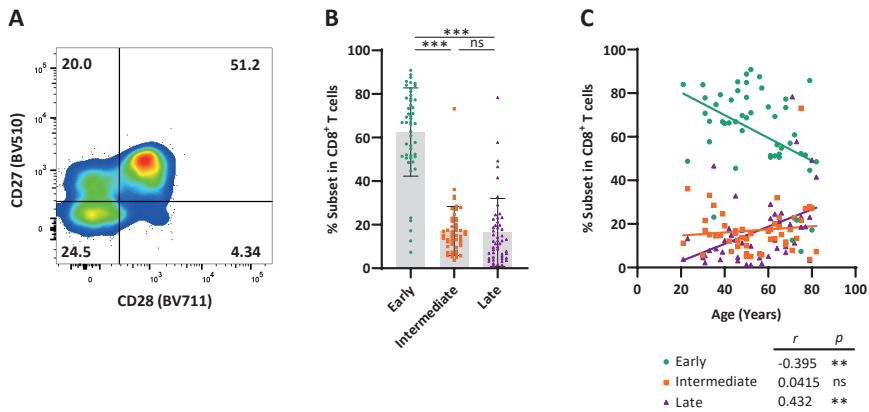 A
20.0
51.2
24.5
4.34
10⁵
10⁴
10³
0
CD27 (BV510)
0
10³
10⁴
10⁵
CD28 (BV711)
B
***
***
ns
100
80
60
40
20
0
% Subset in CD8⁺ T cells
Early
Intermediate
Late
C
100
80
60
40
20
0
% Subset in CD8⁺ T cells
0
20
40
60
80
100
Age (Years)
r p
Early -0.395 **
Intermediate 0.0415 ns
Late 0.432 **